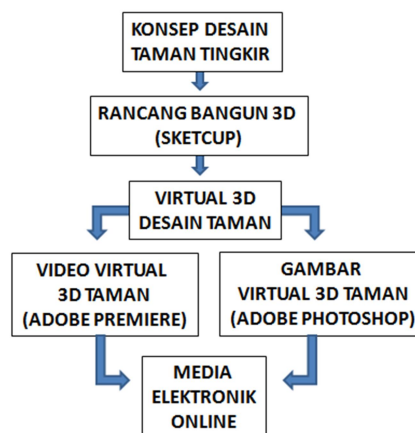 KONSEP DESAIN
TAMAN TINGKIR
RANCANG BANGUN 3D
(SKETCUP)
VIRTUAL 3D
DESAIN TAMAN
VIDEO VIRTUAL
3D TAMAN
(ADOBE PREMIERE)
GAMBAR
VIRTUAL 3D TAMAN
(ADOBE PHOTOSHOP)
MEDIA
ELEKTRONIK
ONLINE